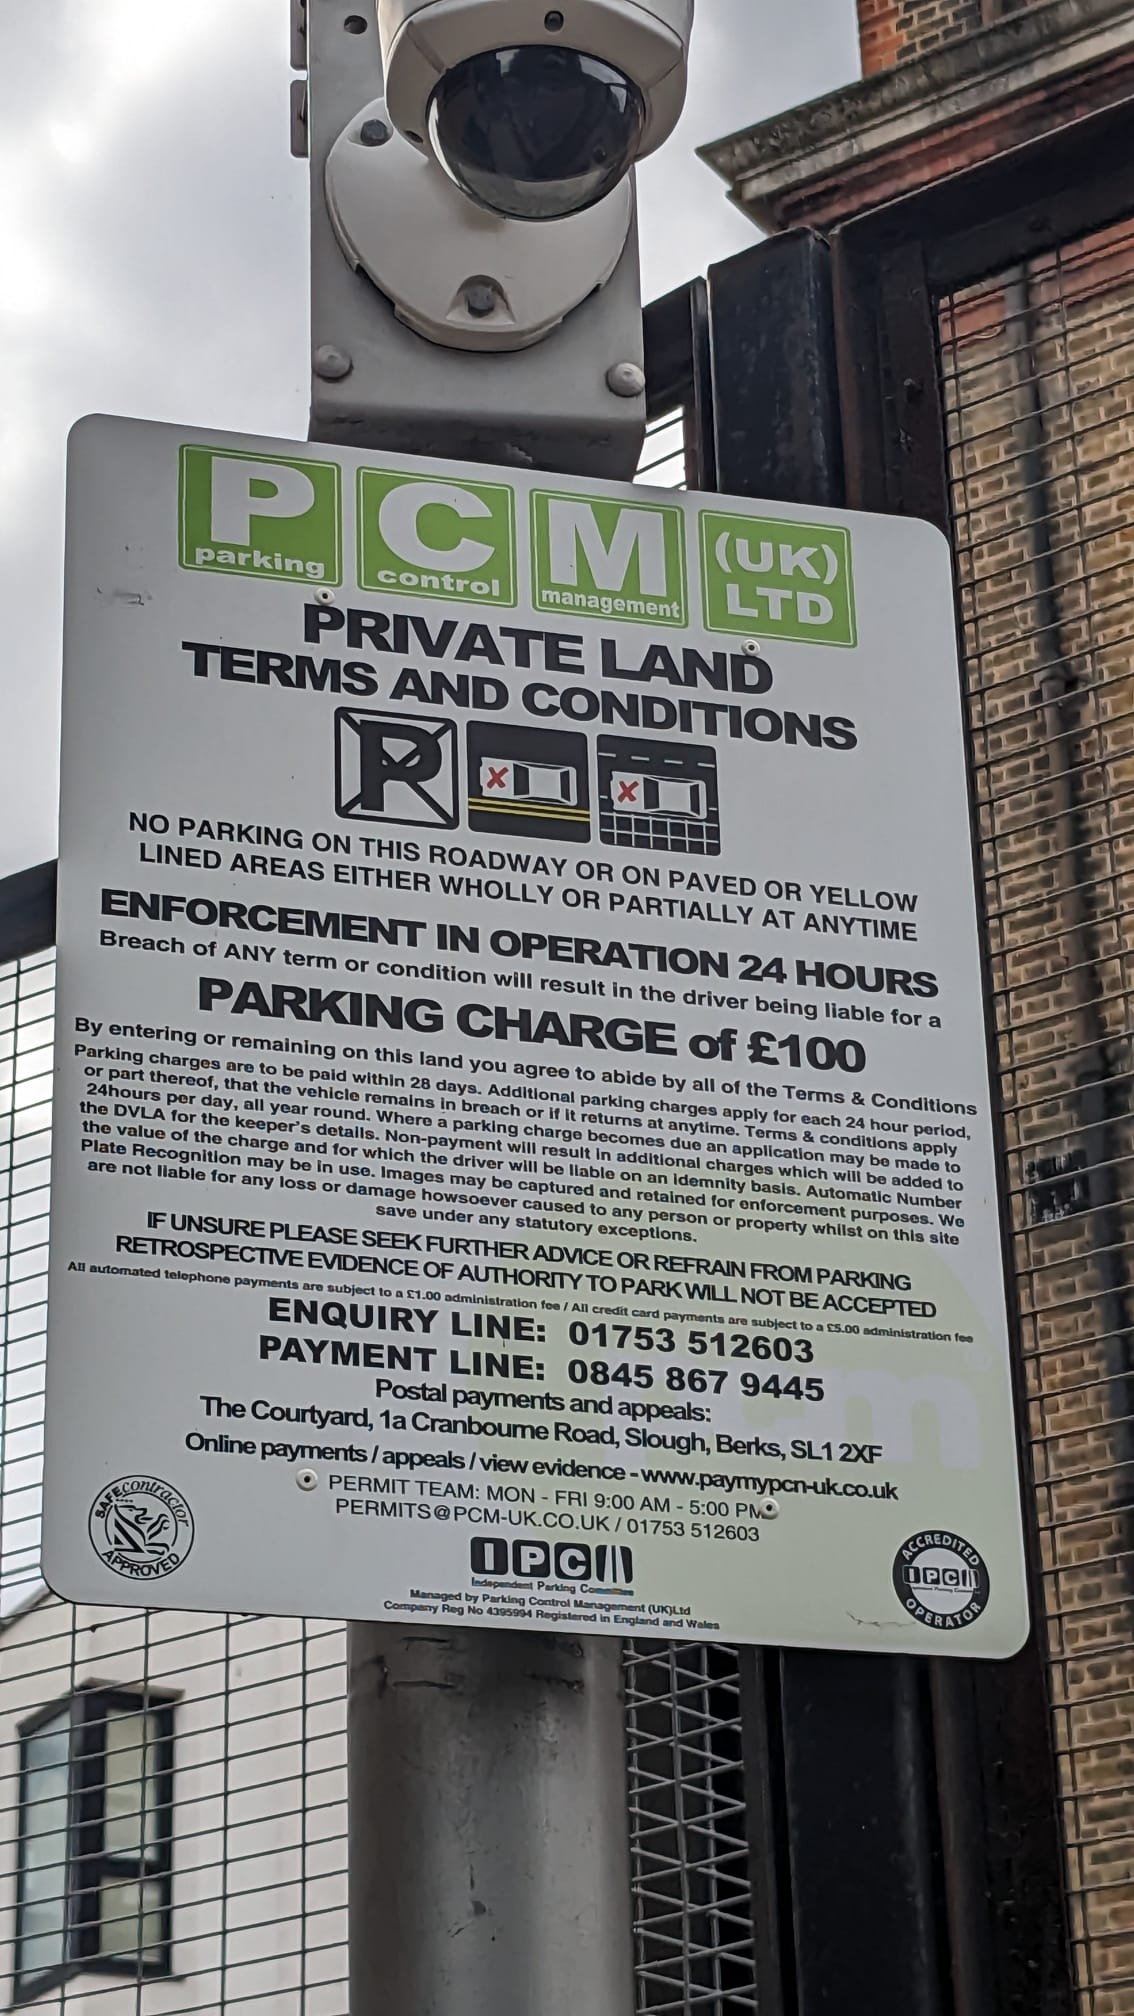 P C M (UK)
parking control management LTD
PRIVATE LAND
TERMS AND CONDITIONS
P
NO PARKING ON THIS ROADWAY OR ON PAVED OR YELLOW
LINED AREAS EITHER WHOLLY OR PARTIALLY AT ANYTIME
ENFORCEMENT IN OPERATION 24 HOURS
Breach of ANY term or condition will result in the driver being liable for a
PARKING CHARGE of £100
By entering or remaining on this land you agree to abide by all of the Terms & Conditions
Parking charges are to be paid within 28 days. Additional parking charges apply for each 24 hour period,
or part thereof, that the vehicle remains in breach or if it returns at anytime. Terms & conditions apply
24hours per day, all year round. Where a parking charge becomes due an application may be made to
the DVLA for the keeper's details. Non-payment will result in additional charges which will be added to
the value of the charge and for which the driver will be liable on an idemnity basis. Automatic Number
Plate Recognition may be in use. Images may be captured and retained for enforcement purposes. We
are not liable for any loss or damage howsoever caused to any person or property whilst on this site
save under any statutory exceptions.
IF UNSURE PLEASE SEEK FURTHER ADVICE OR REFRAIN FROM PARKING
RETROSPECTIVE EVIDENCE OF AUTHORITY TO PARK WILL NOT BE ACCEPTED
All automated telephone payments are subject to a £1.00 administration fee / All credit card payments are subject to a £5.00 administration fee
ENQUIRY LINE: 01753 512603
PAYMENT LINE: 0845 867 9445
Postal payments and appeals:
The Courtyard, 1a Cranbourne Road, Slough, Berks, SL1 2XF
Online payments / appeals / view evidence - www.paymypcn-uk.co.uk
PERMIT TEAM: MON - FRI 9:00 AM - 5:00 PM
PERMITS@PCM-UK.CO.UK / 01753 512603
SAFEcontractor
APPROVED
IPC
Independent Parking Committee
Managed by Parking Control Management (UK)Ltd
Company Reg No 4395994 Registered in England and Wales
ACCREDITED
IPC
OPERATOR